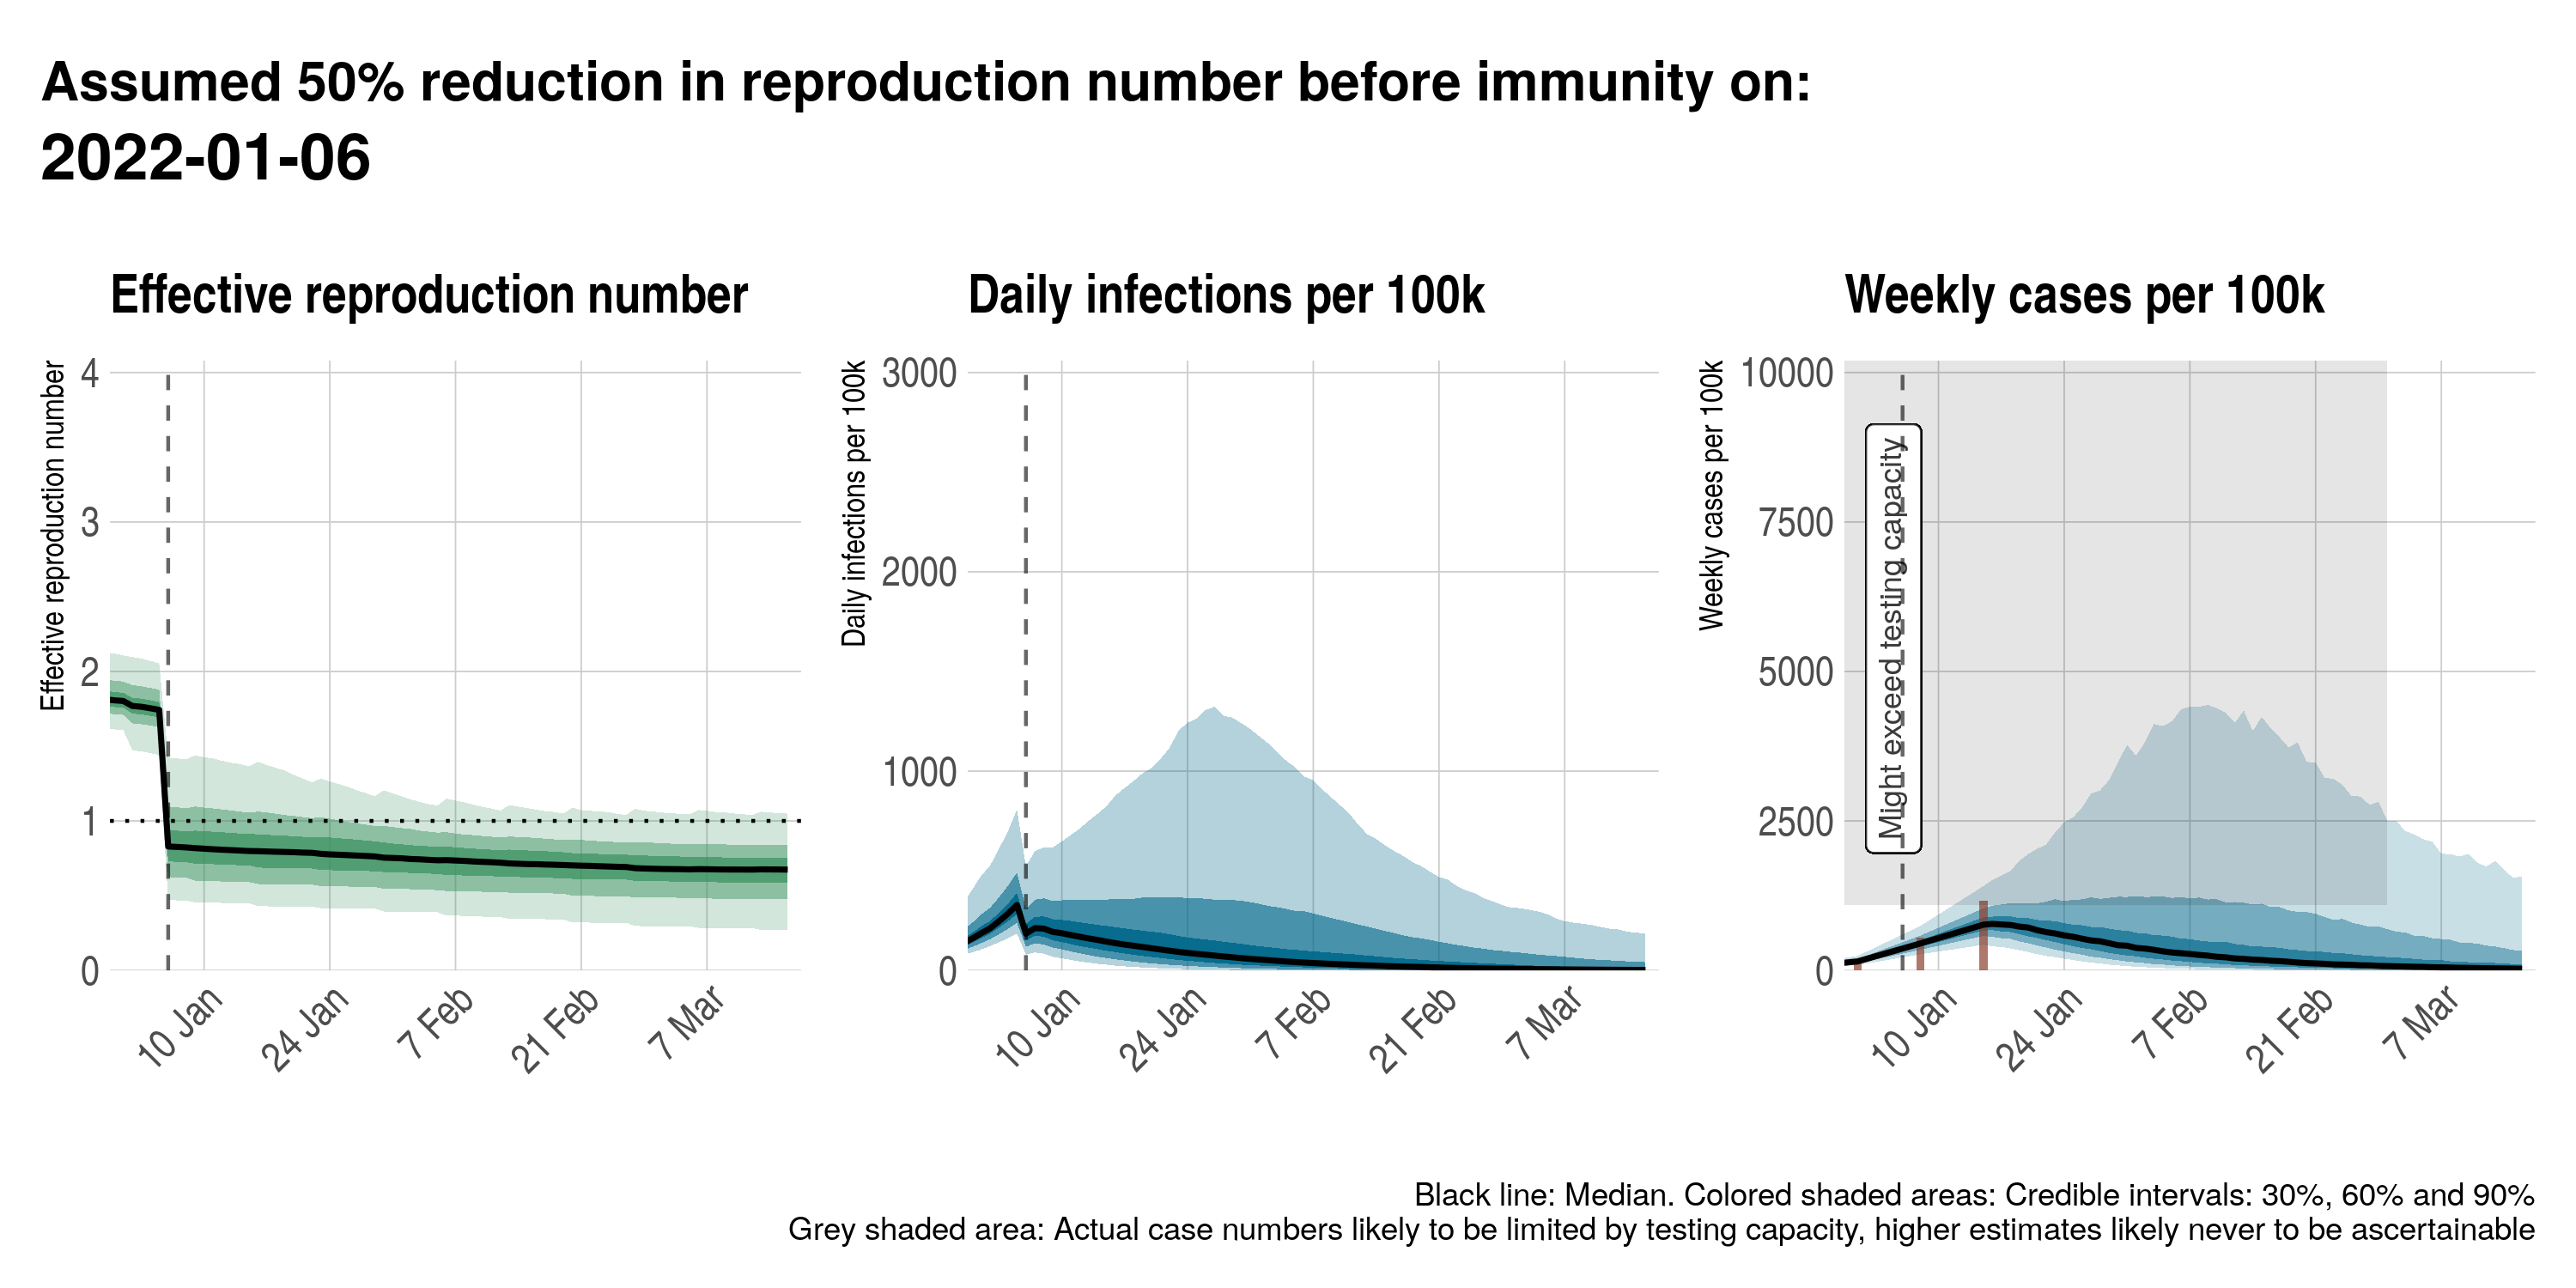 Assumed 50% reduction in reproduction number before immunity on:
2022-01-06
Effective reproduction number
Effective reproduction number
4
3
2
1
0
10 Jan
24 Jan
7 Feb
21 Feb
7 Mar
Daily infections per 100k
Daily infections per 100k
3000
2000
1000
0
10 Jan
24 Jan
7 Feb
21 Feb
7 Mar
Weekly cases per 100k
Weekly cases per 100k
10000
7500
5000
2500
0
Might exceed testing capacity
10 Jan
24 Jan
7 Feb
21 Feb
7 Mar
Black line: Median. Colored shaded areas: Credible intervals: 30%, 60% and 90%
Grey shaded area: Actual case numbers likely to be limited by testing capacity, higher estimates likely never to be ascertainable